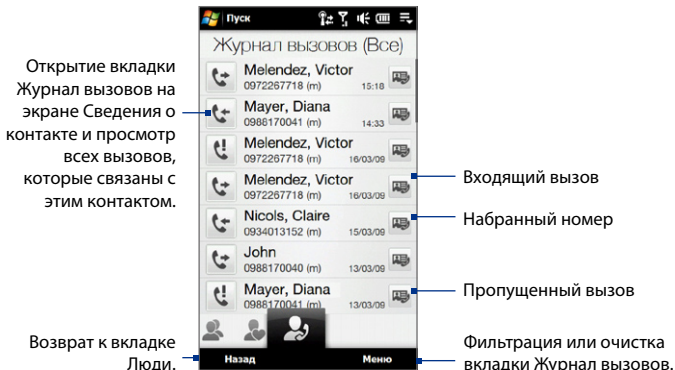 Пуск
Журнал вызовов (Все)
Melendez, Victor
0972267718 (m) 15:18
Mayer, Diana
0988170041 (m) 14:33
Melendez, Victor
0972267718 (m) 16/03/09
Melendez, Victor
0972267718 (m) 16/03/09
Nicols, Claire
0934013152 (m) 15/03/09
John
0988170040 (m) 13/03/09
Mayer, Diana
0988170041 (m) 13/03/09
Назад Меню
Открытие вкладки
Журнал вызовов на
экране Сведения о
контакте и просмотр
всех вызовов,
которые связаны с
этим контактом.
Возврат к вкладке
Люди.
Входящий вызов
Набранный номер
Пропущенный вызов
Фильтрация или очистка
вкладки Журнал вызовов.